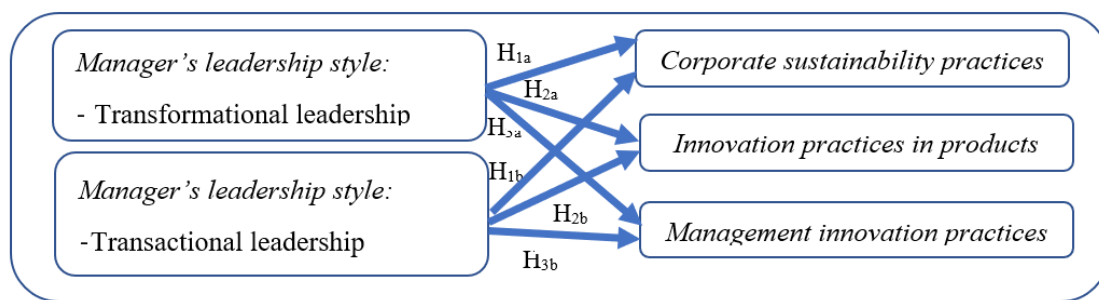 Manager’s leadership style:
- Transformational leadership
Manager’s leadership style:
-Transactional leadership
H1a
H2a
H3a
H1b
H2b
H3b
Corporate sustainability practices
Innovation practices in products
Management innovation practices